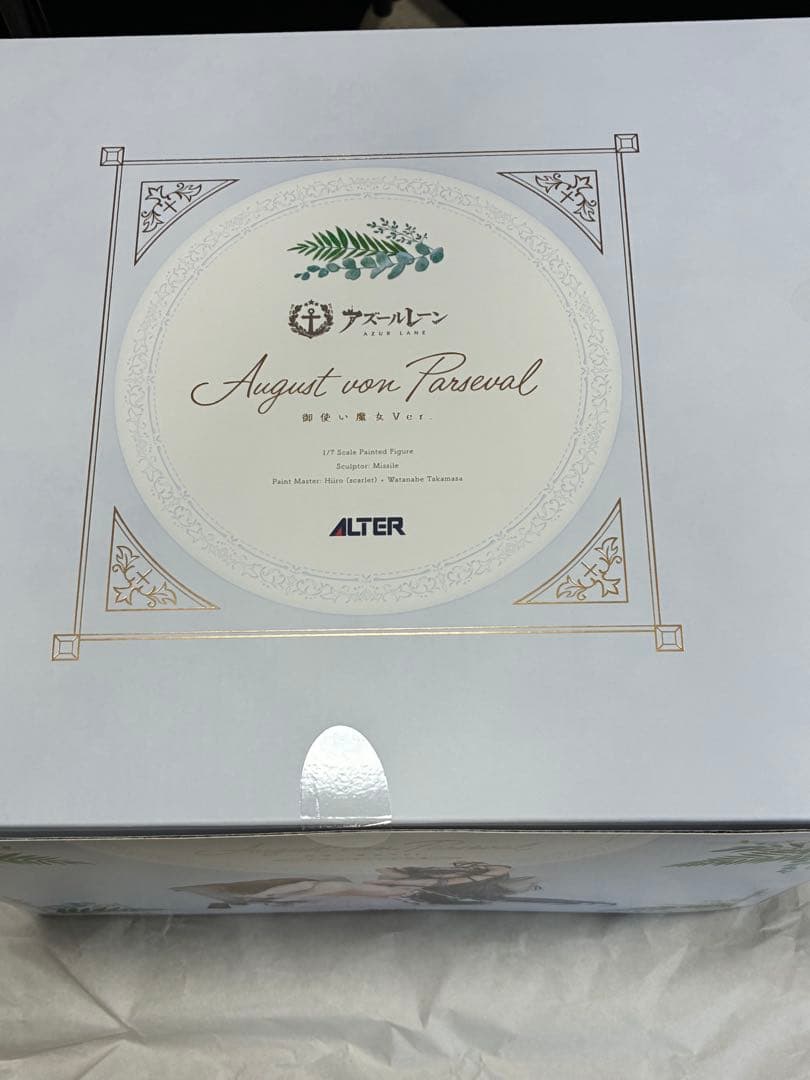 アズールレーン
AZUR LANE
August von Parseval
御使い魔女Ver.
1/7 Scale Painted Figure
Sculptor: Missile
Paint Master: Hiiro (scarlet) + Watanabe Takamasa
ALTER